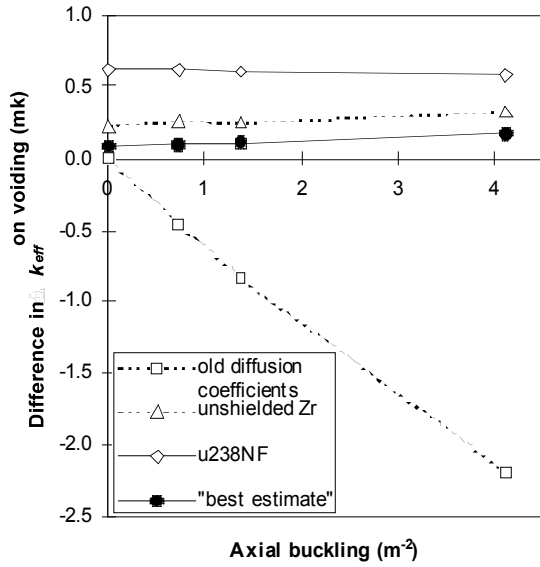 1.0
0.5
0.0
-0.5
-1.0
-1.5
-2.0
-2.5
0
1
2
3
4
Difference in k eff
on voiding (mk)
old diffusion
coefficients
unshielded Zr
u238NF
"best estimate"
Axial buckling (m-2)